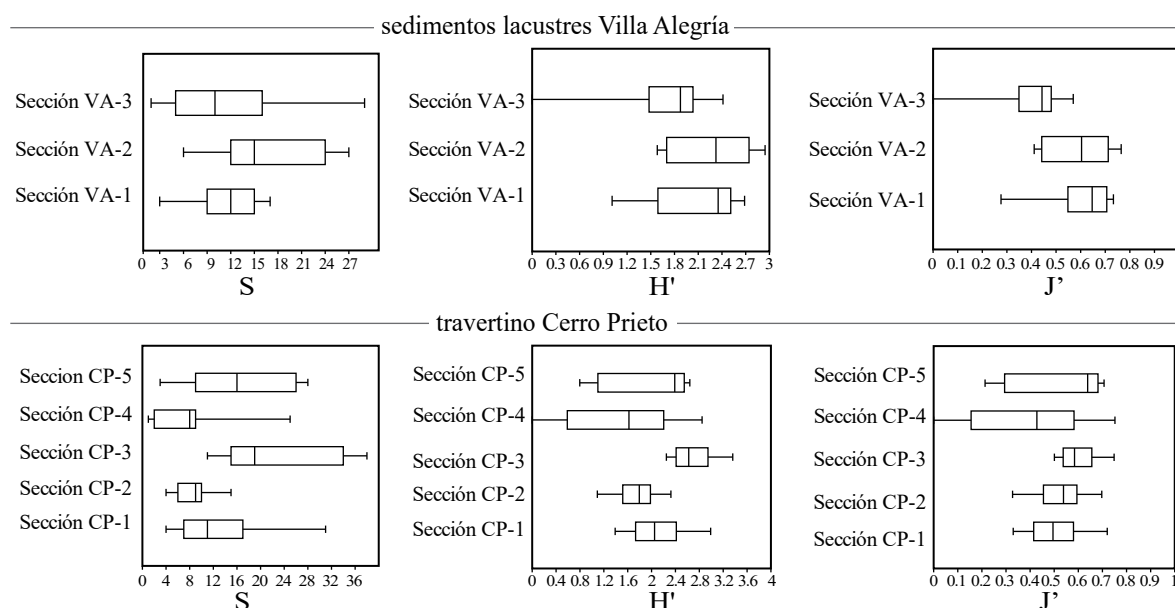 sedimentos lacustres Villa Alegría
Sección VA-3
Sección VA-2
Sección VA-1
0 3 6 9 12 15 18 21 24 27
S
Sección VA-3
Sección VA-2
Sección VA-1
0 0.3 0.6 0.9 1.2 1.5 1.8 2.1 2.4 2.7 3
H'
Sección VA-3
Sección VA-2
Sección VA-1
0 0.1 0.2 0.3 0.4 0.5 0.6 0.7 0.8 0.9
J’
travertino Cerro Prieto
Seccion CP-5
Sección CP-4
Sección CP-3
Sección CP-2
Sección CP-1
0 4 8 12 16 20 24 28 32 36
S
Sección CP-5
Sección CP-4
Sección CP-3
Sección CP-2
Sección CP-1
0 0.4 0.8 1.2 1.6 2 2.4 2.8 3.2 3.6 4
H'
Sección CP-5
Sección CP-4
Sección CP-3
Sección CP-2
Sección CP-1
0 0.1 0.2 0.3 0.4 0.5 0.6 0.7 0.8 0.9 1
J’